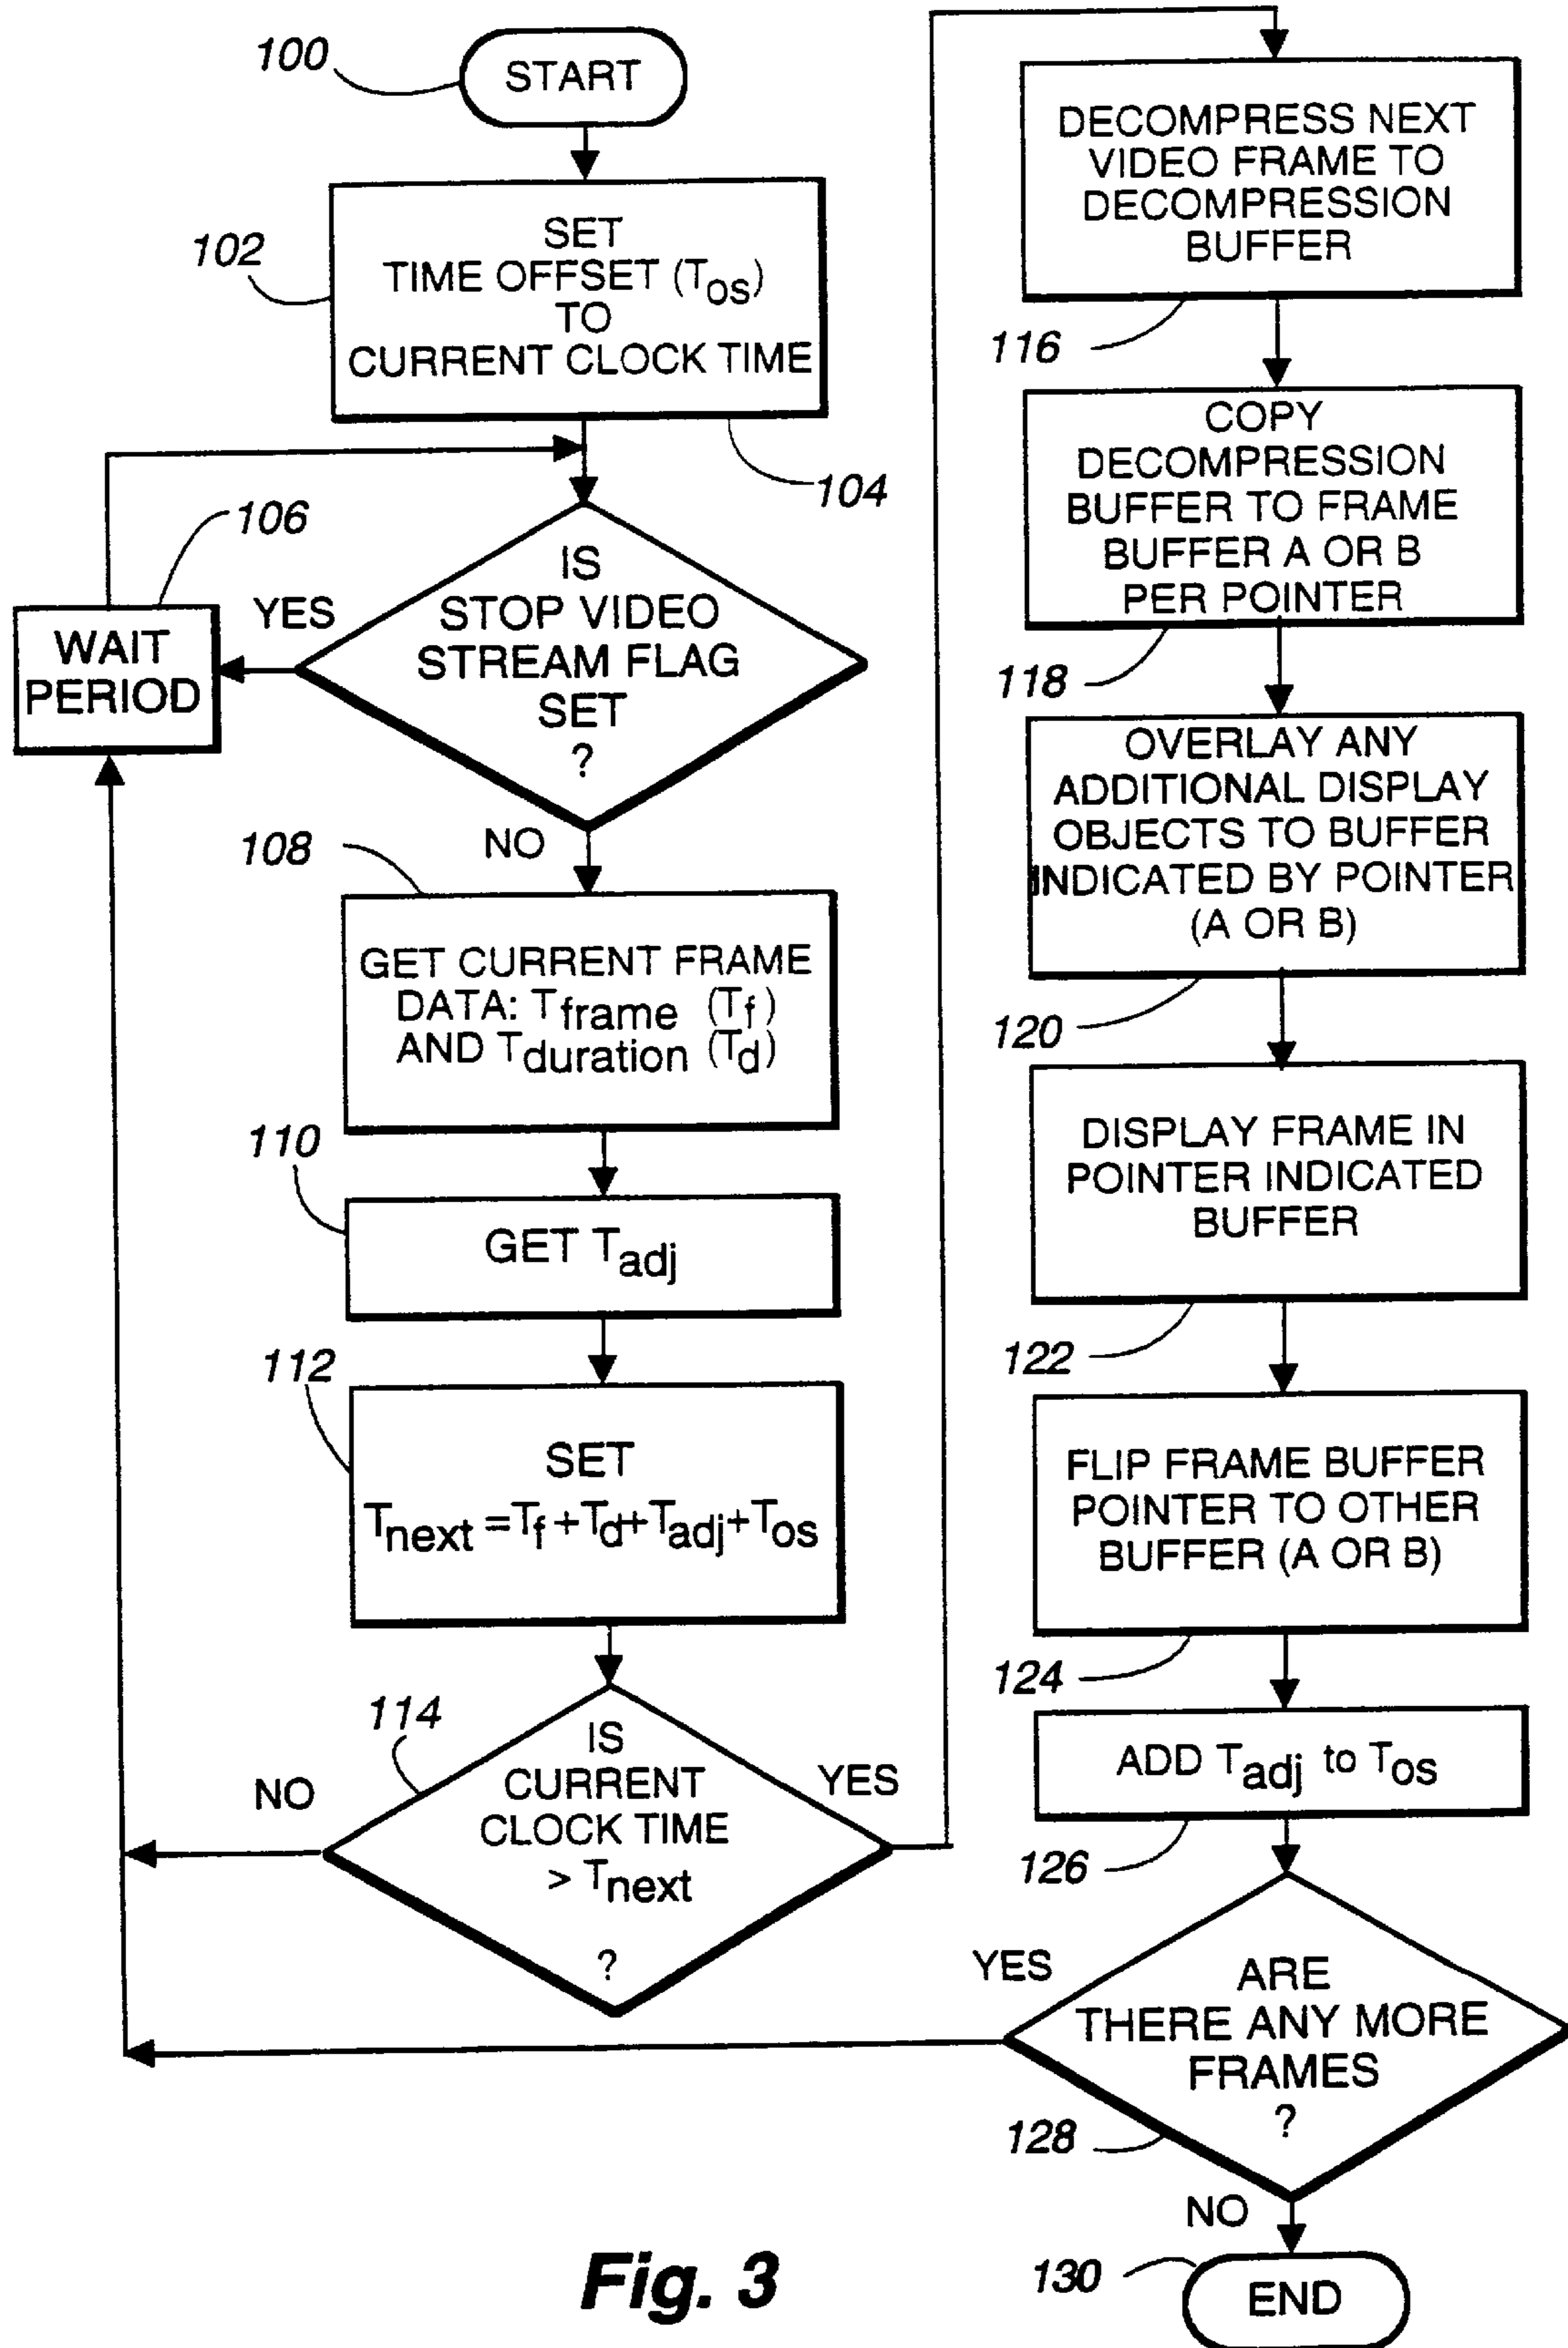 100
START
102
SET
TIME OFFSET (Tos)
TO
CURRENT CLOCK TIME
104
106
WAIT
PERIOD
YES
IS
STOP VIDEO
STREAM FLAG
SET
?
NO
108
GET CURRENT FRAME
DATA: Tframe (Tf)
AND Tduration (Td)
110
GET Tadj
112
SET
Tnext =Tf +Td+Tadj+Tos
114
IS
CURRENT
CLOCK TIME
> Tnext
?
NO
YES
DECOMPRESS NEXT
VIDEO FRAME TO
DECOMPRESSION
BUFFER
116
COPY
DECOMPRESSION
BUFFER TO FRAME
BUFFER A OR B
PER POINTER
118
OVERLAY ANY
ADDITIONAL DISPLAY
OBJECTS TO BUFFER
INDICATED BY POINTER
(A OR B)
120
DISPLAY FRAME IN
POINTER INDICATED
BUFFER
122
FLIP FRAME BUFFER
POINTER TO OTHER
BUFFER (A OR B)
124
ADD Tadj to Tos
126
YES
ARE
THERE ANY MORE
FRAMES
?
128
NO
130
END
Fig. 3